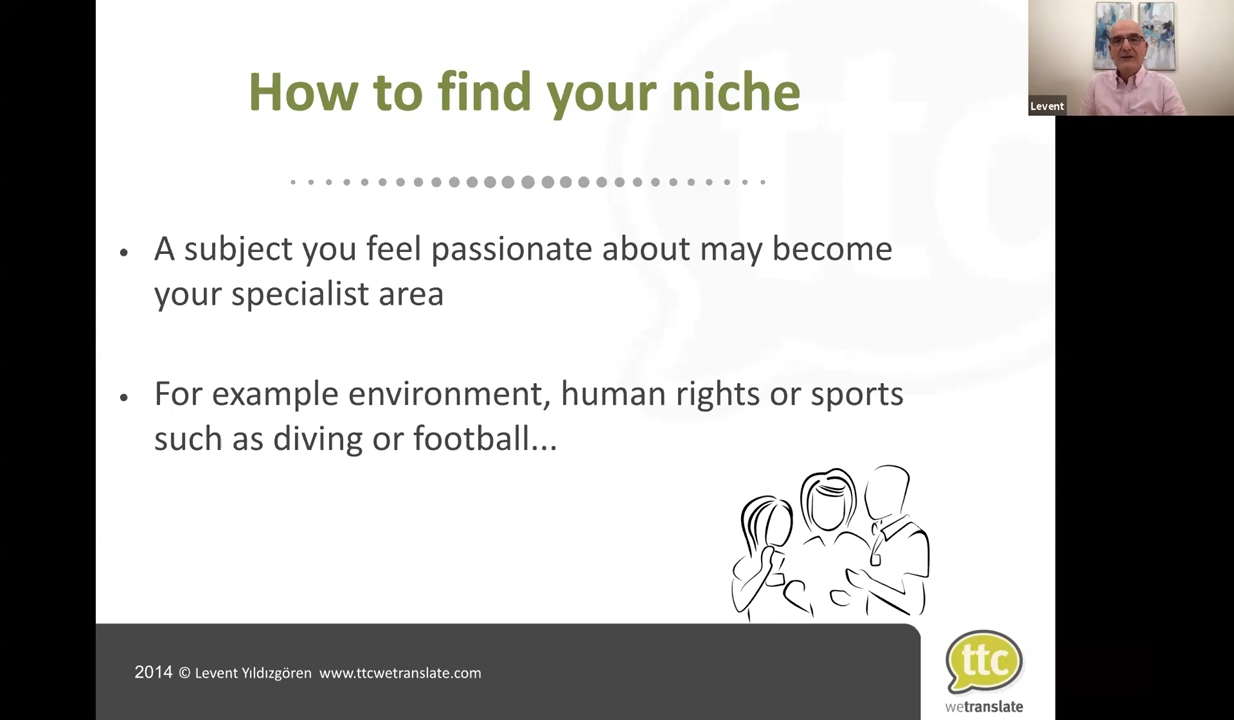 How to find your niche
• A subject you feel passionate about may become
your specialist area
• For example environment, human rights or sports
such as diving or football...
2014 © Levent Yıldızgören www.ttcwetranslate.com
ttc
wetranslate
Levent
ttc